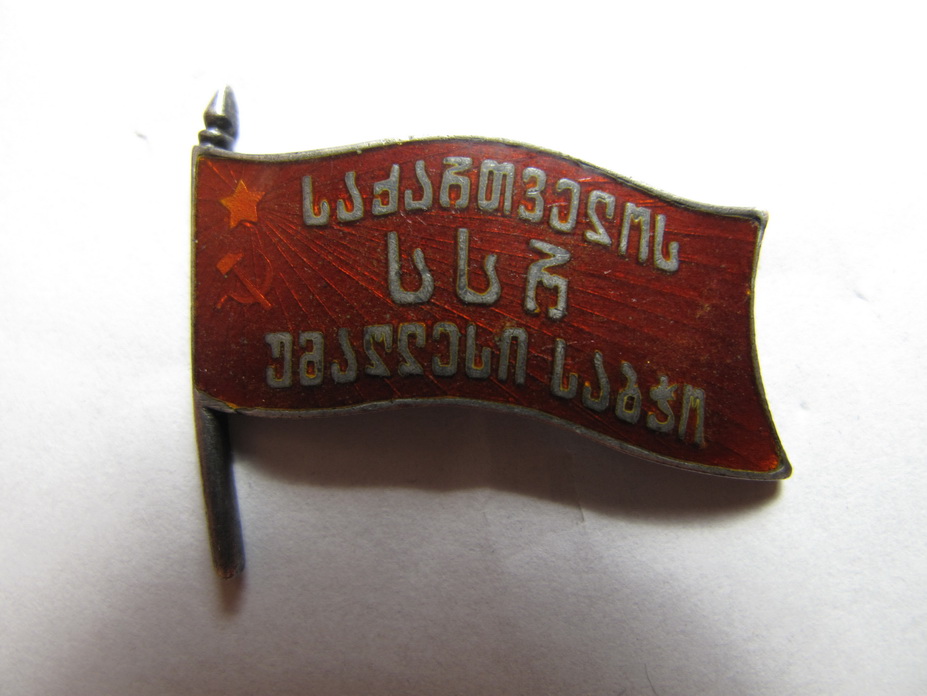 საქართველოს
სსრ
უმაღლესი საბჭო